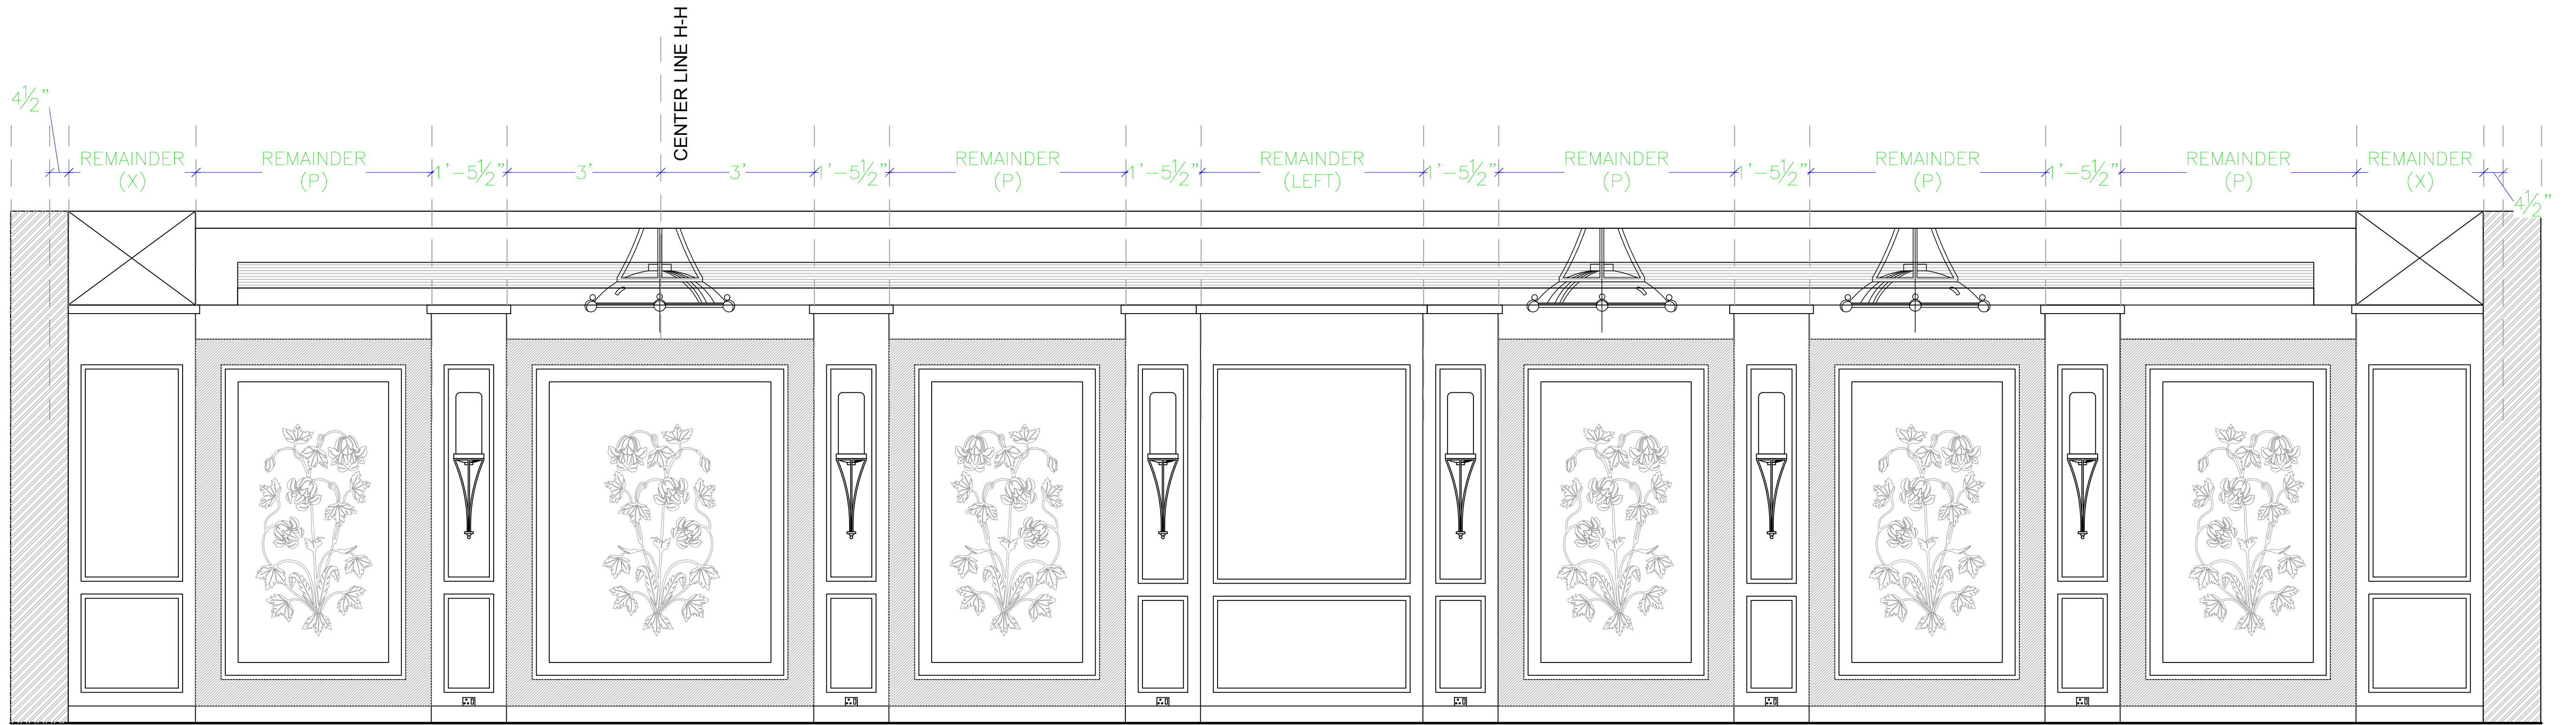 CENTER LINE H-H
4½"
REMAINDER
(X)
REMAINDER
(P)
1'-5½"
3'
3'
1'-5½"
REMAINDER
(P)
1'-5½"
REMAINDER
(LEFT)
1'-5½"
REMAINDER
(P)
1'-5½"
REMAINDER
(P)
1'-5½"
REMAINDER
(P)
REMAINDER
(X)
4½"